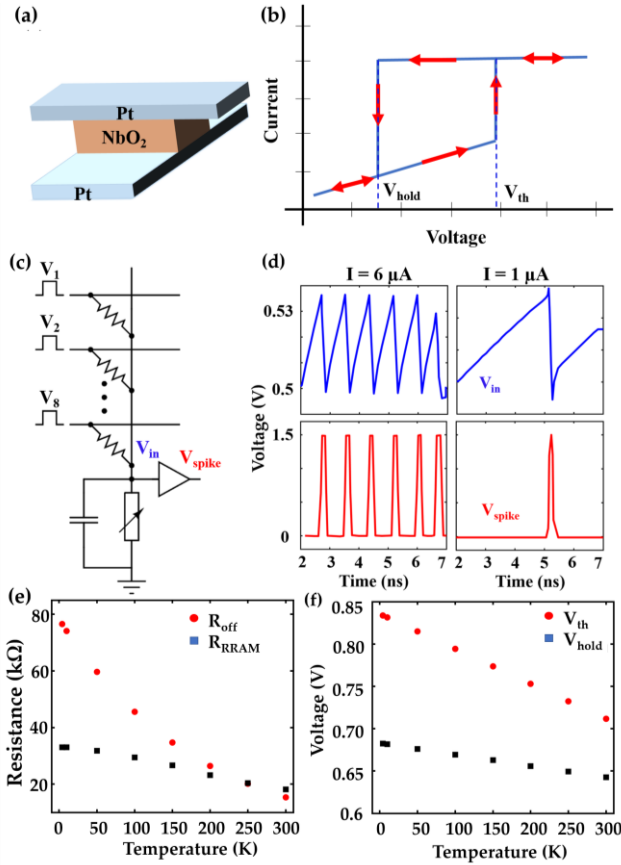 (a)
Pt
NbO2
Pt
(b)
Current
Vhold
Vth
Voltage
(c)
V1
V2
V8
Vin
Vspike
(d)
I = 6 μA
I = 1 μA
Voltage (V)
0.53
0.5
Vin
1.5
0
Vspike
2 3 4 5 6 7
2 3 4 5 6 7
Time (ns)
Time (ns)
(e)
Resistance (kΩ)
80
60
40
20
Roff
RRRAM
0 50 100 150 200 250 300
Temperature (K)
(f)
Voltage (V)
0.85
0.8
0.75
0.7
0.65
0.6
Vth
Vhold
0 50 100 150 200 250 300
Temperature (K)